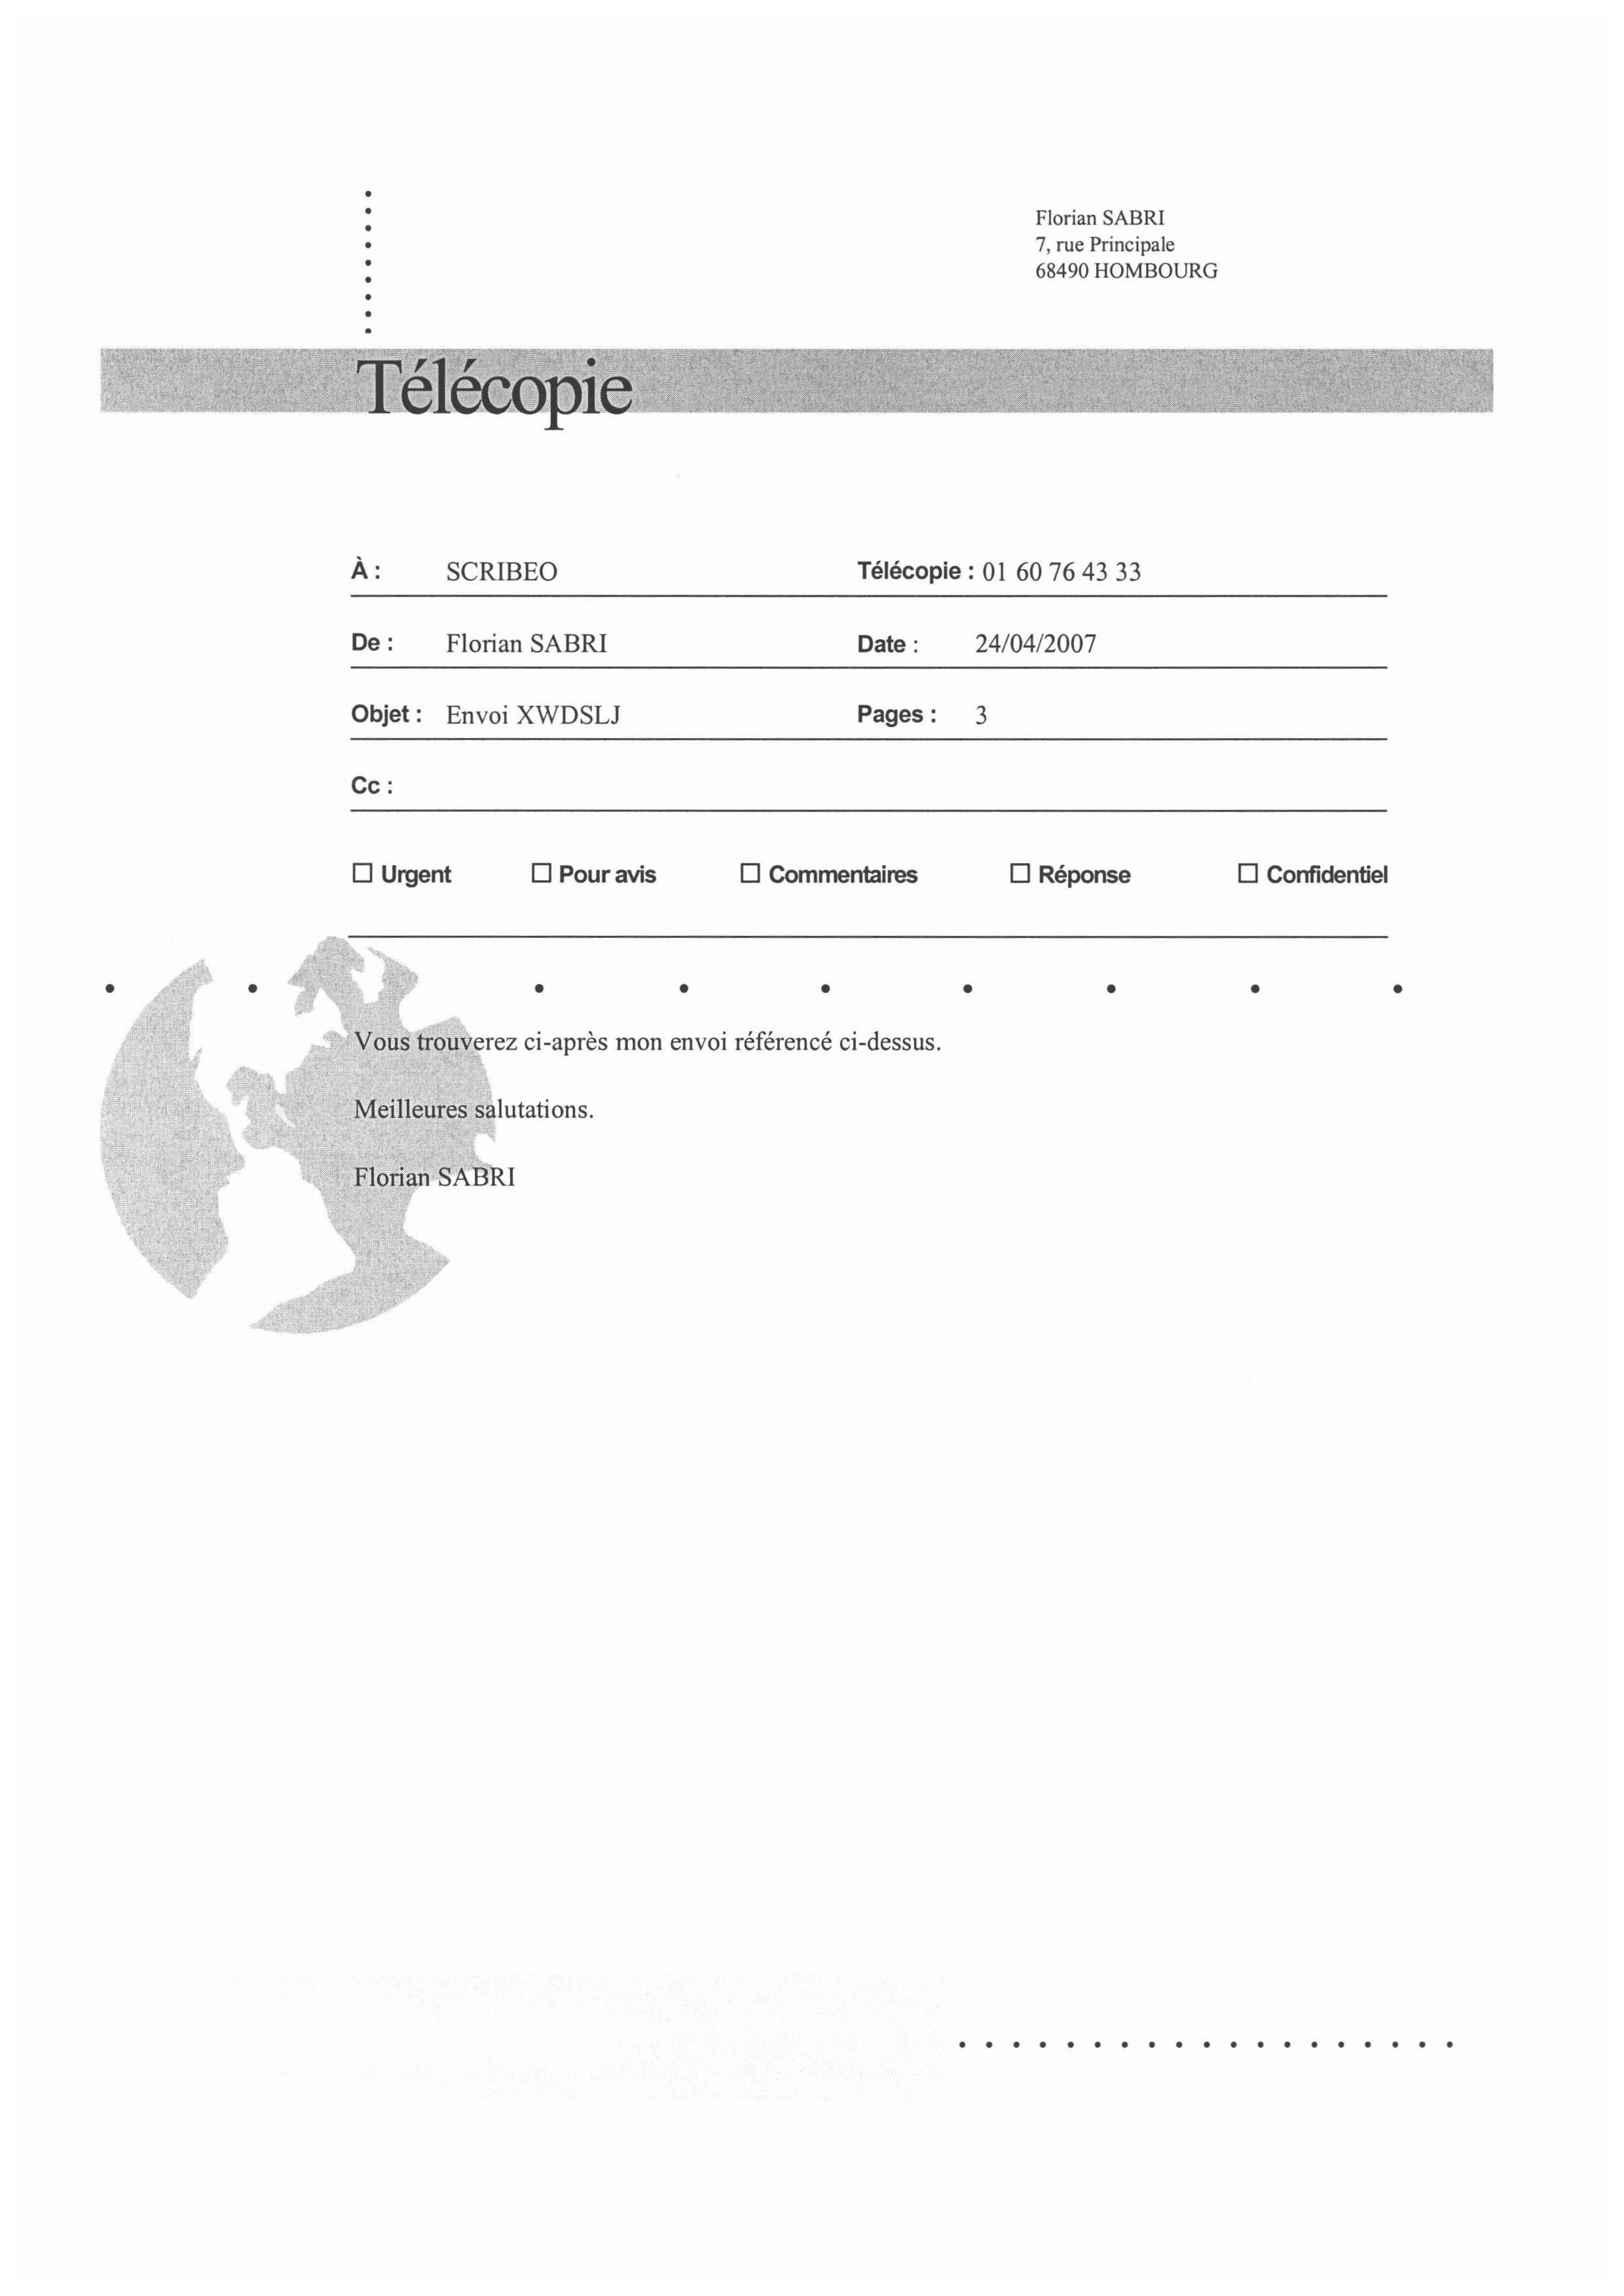 Florian SABRI
7, rue Principale
68490 HOMBOURG
Télécopie
À : SCRIBEO Télécopie : 01 60 76 43 33
De : Florian SABRI Date : 24/04/2007
Objet : Envoi XWDSLJ Pages : 3
Cc :
☐ Urgent ☐ Pour avis ☐ Commentaires ☐ Réponse ☐ Confidentiel
Vous trouverez ci-après mon envoi référencé ci-dessus.
Meilleures salutations.
Florian SABRI